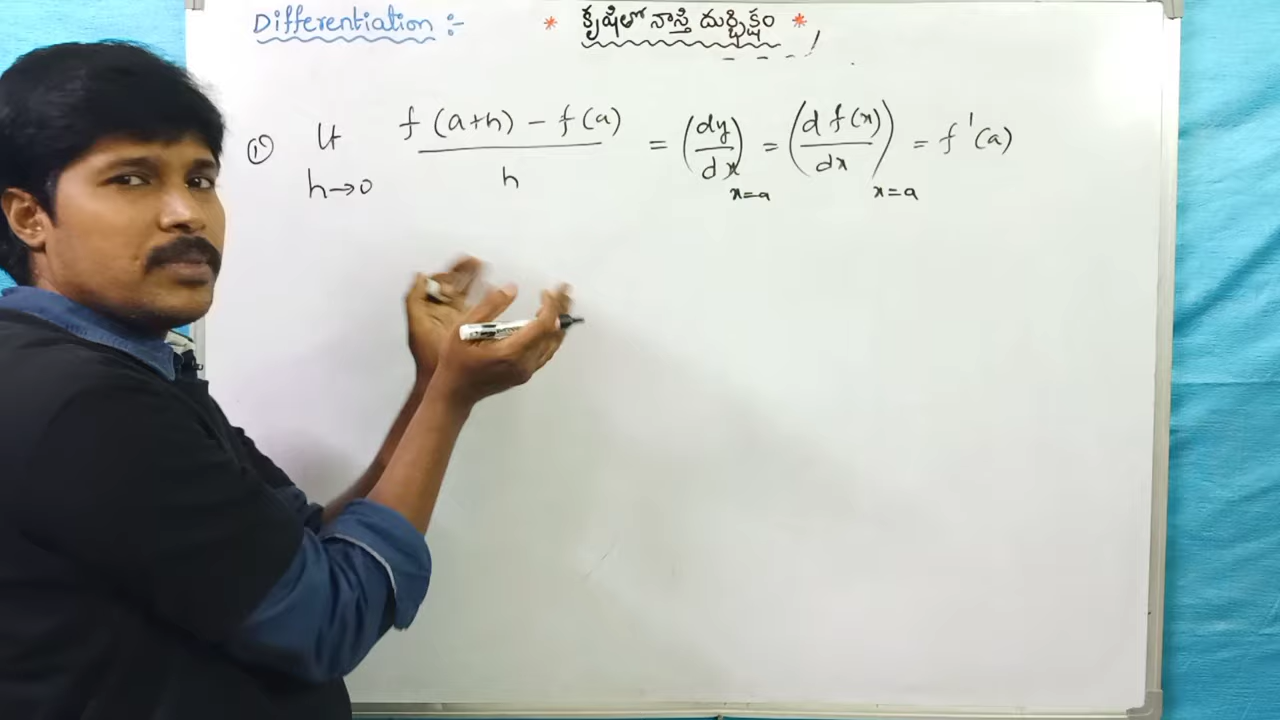 Differentiation :-
* కృషితో నాస్తి దుర్భిక్షం *
① Lt h→0 f(a+h) - f(a) / h = (dy/dx) x=a = (d f(x)/dx) x=a = f'(a)